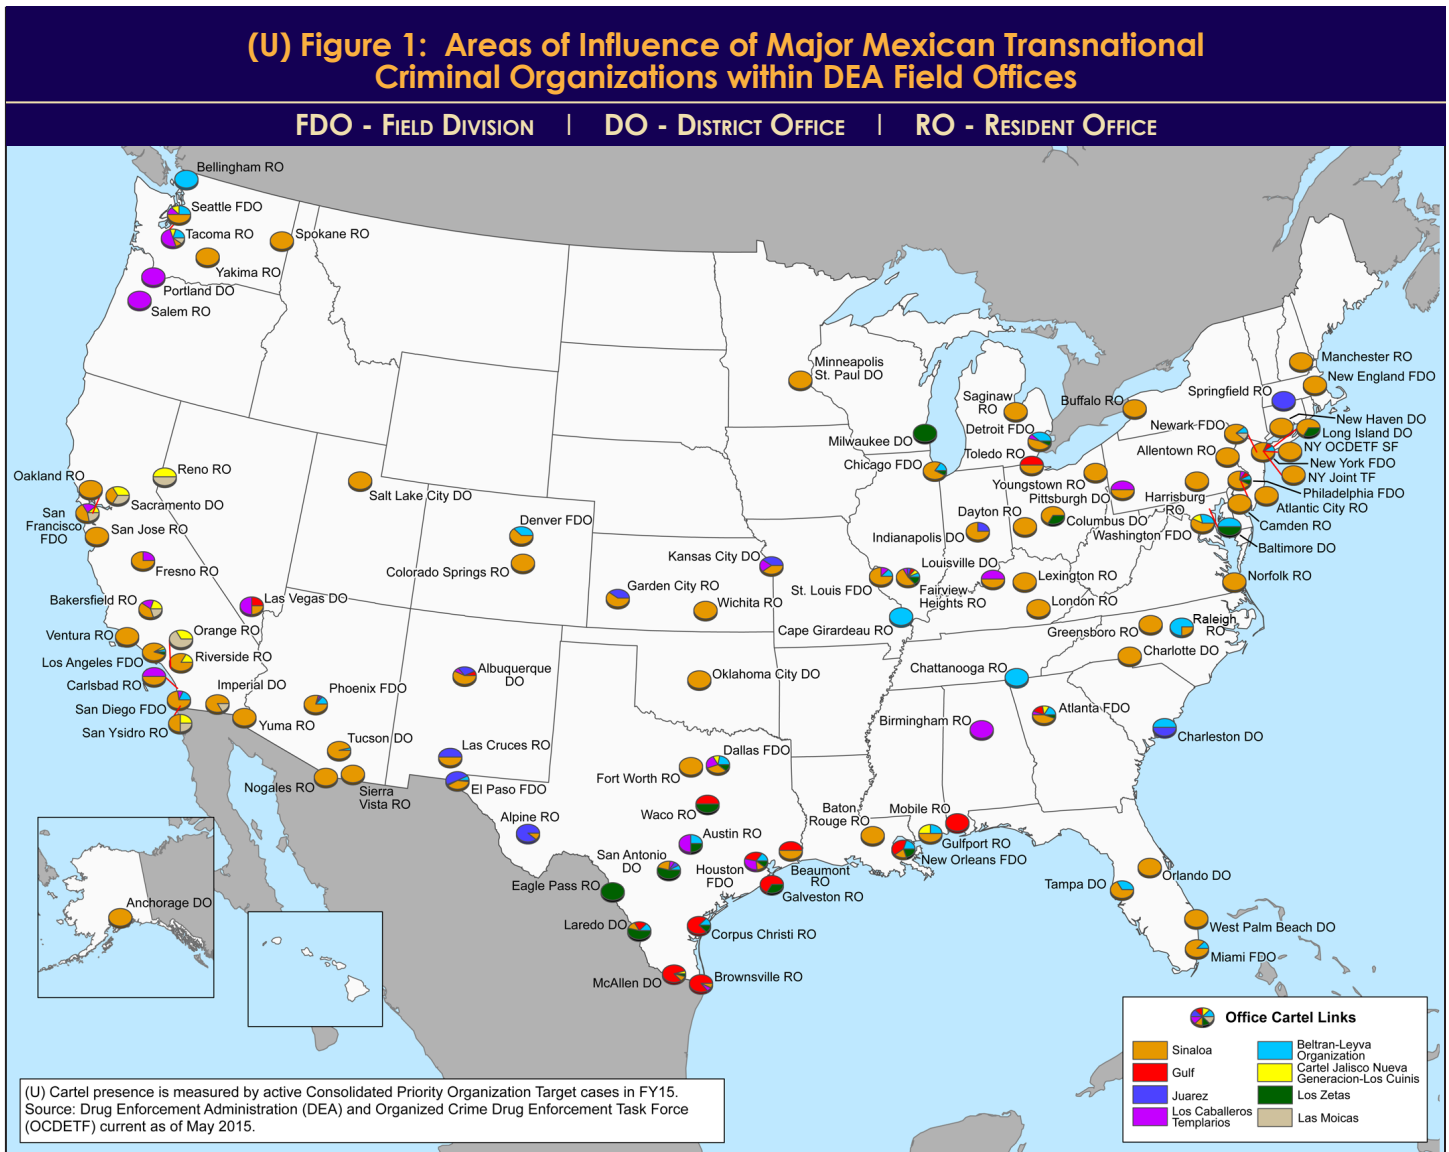 (U) Figure 1: Areas of Influence of Major Mexican Transnational
Criminal Organizations within DEA Field Offices
FDO - Field Division | DO - District Office | RO - Resident Office
Bellingham RO
Seattle FDO
Tacoma RO
Spokane RO
Yakima RO
Portland DO
Salem RO
Minneapolis
St. Paul DO
Saginaw
RO
Buffalo RO
Manchester RO
New England FDO
Springfield RO
New Haven DO
Long Island DO
Newark FDO
NY OCDETF SF
Allentown RO
New York FDO
NY Joint TF
Philadelphia FDO
Atlantic City RO
Camden RO
Baltimore DO
Harrisburg
RO
Washington FDO
Norfolk RO
Milwaukee DO
Detroit FDO
Chicago FDO
Toledo RO
Youngstown RO
Pittsburgh DO
Dayton RO
Columbus DO
Indianapolis DO
Louisville DO
Lexington RO
London RO
St. Louis FDO
Fairview
Heights RO
Cape Girardeau RO
Kansas City DO
Garden City RO
Wichita RO
Oakland RO
Reno RO
Sacramento DO
San
Francisco
FDO
San Jose RO
Fresno RO
Salt Lake City DO
Denver FDO
Colorado Springs RO
Bakersfield RO
Las Vegas DO
Ventura RO
Orange RO
Los Angeles FDO
Riverside RO
Carlsbad RO
Imperial DO
San Diego FDO
San Ysidro RO
Yuma RO
Phoenix FDO
Tucson DO
Nogales RO
Sierra
Vista RO
Albuquerque
DO
Las Cruces RO
El Paso FDO
Alpine RO
Oklahoma City DO
Greensboro RO
Raleigh
RO
Charlotte DO
Chattanooga RO
Birmingham RO
Atlanta FDO
Charleston DO
Dallas FDO
Fort Worth RO
Waco RO
Austin RO
San Antonio
DO
Houston
FDO
Beaumont
RO
Galveston RO
Eagle Pass RO
Laredo DO
Corpus Christi RO
McAllen DO
Brownsville RO
Baton
Rouge RO
Mobile RO
Gulfport RO
New Orleans FDO
Tampa DO
Orlando DO
West Palm Beach DO
Miami FDO
Anchorage DO
Office Cartel Links
Sinaloa
Gulf
Juarez
Los Caballeros
Templarios
Beltran-Leyva
Organization
Cartel Jalisco Nueva
Generacion-Los Cuinis
Los Zetas
Las Moicas
(U) Cartel presence is measured by active Consolidated Priority Organization Target cases in FY15.
Source: Drug Enforcement Administration (DEA) and Organized Crime Drug Enforcement Task Force
(OCDETF) current as of May 2015.